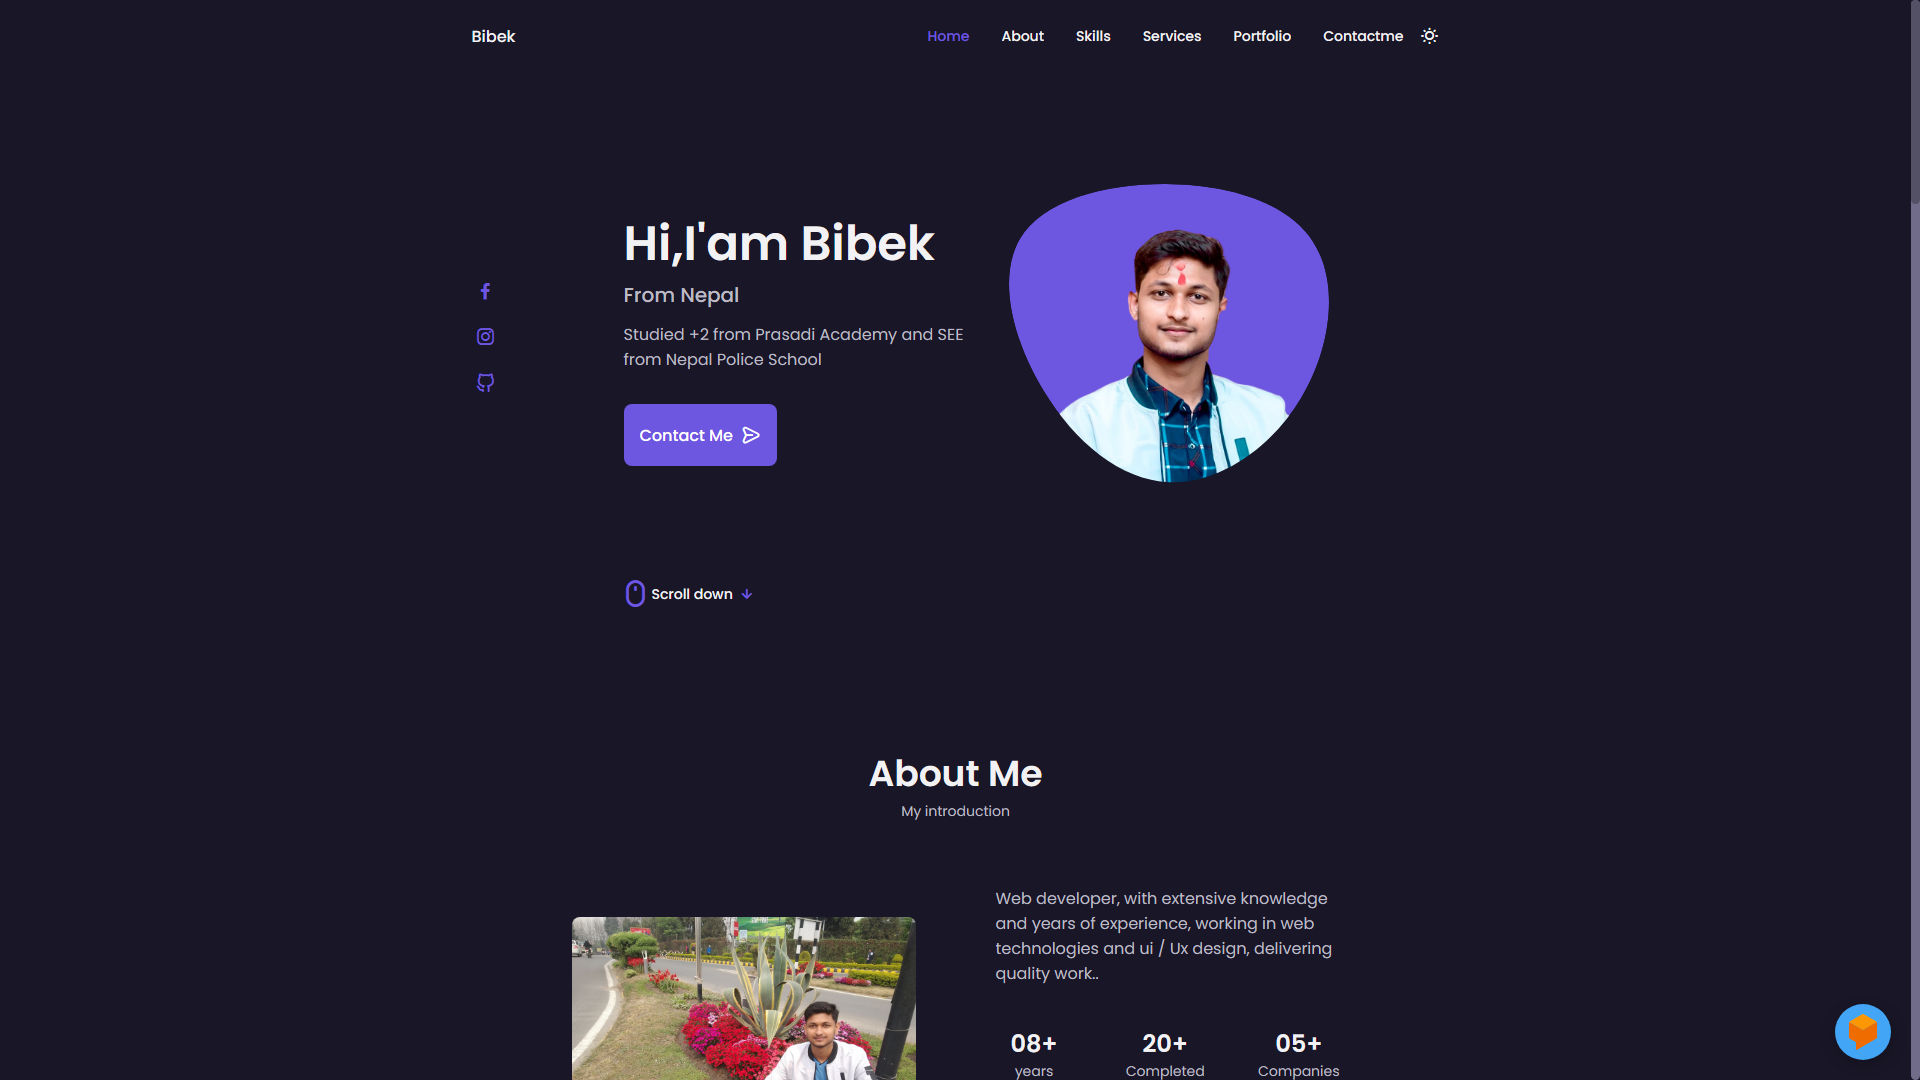 Bibek
Home About Skills Services Portfolio Contactme
Hi,I'am Bibek
From Nepal
Studied +2 from Prasadi Academy and SEE
from Nepal Police School
Contact Me
Scroll down
About Me
My introduction
Web developer, with extensive knowledge
and years of experience, working in web
technologies and ui / Ux design, delivering
quality work..
08+ 20+ 05+
years Completed Companies